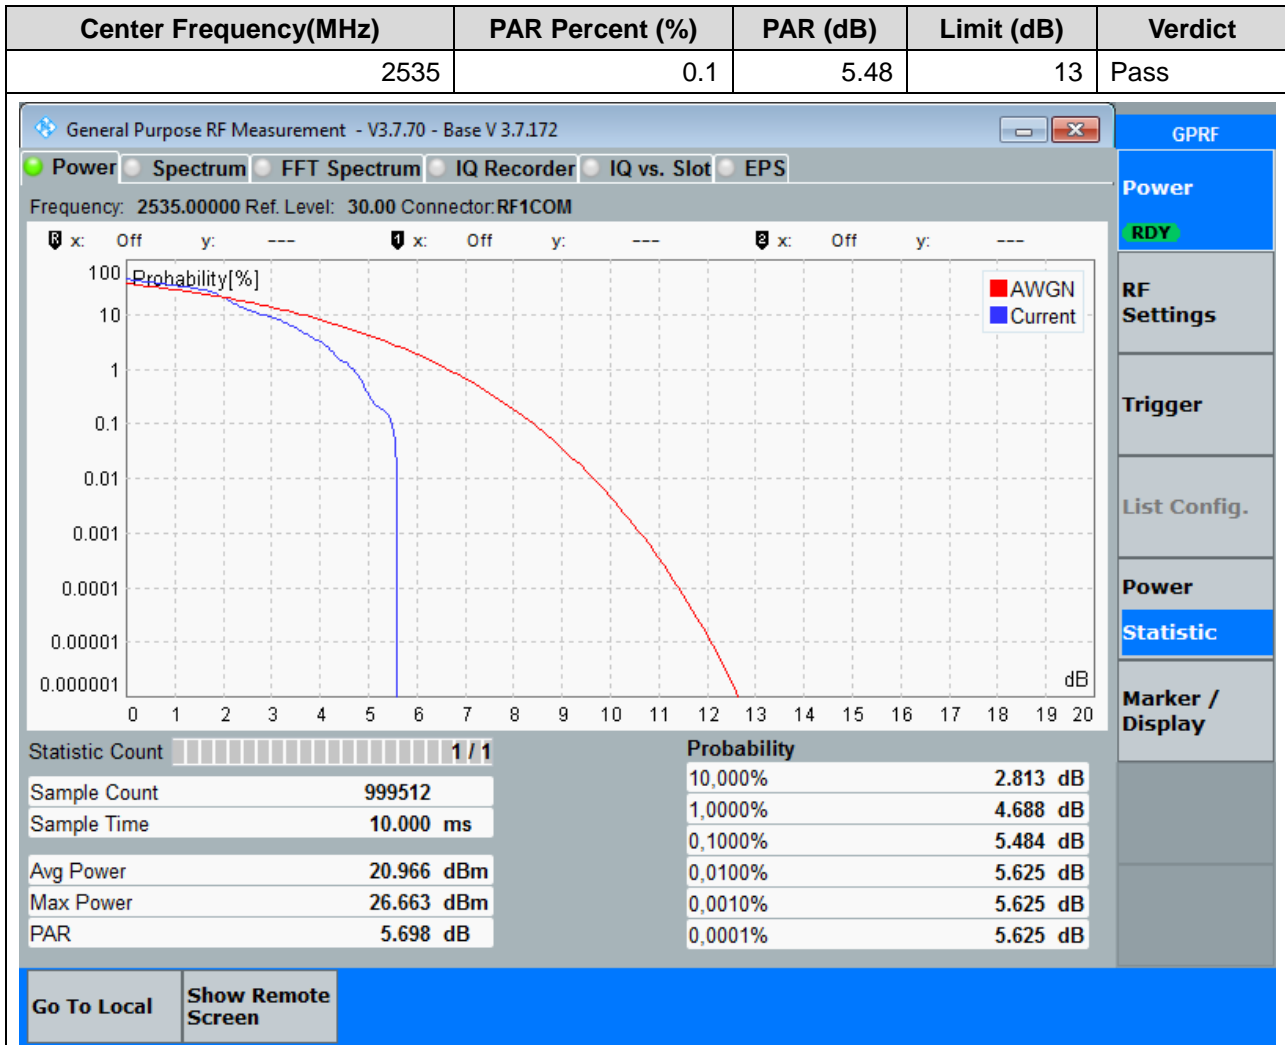 Center Frequency(MHz) PAR Percent (%) PAR (dB) Limit (dB) Verdict
2535 0.1 5.48 13 Pass
General Purpose RF Measurement - V3.7.70 - Base V 3.7.172
GPRF
Power Spectrum FFT Spectrum IQ Recorder IQ vs. Slot EPS
Power
RDY
Frequency: 2535.00000 Ref. Level: 30.00 Connector:RF1COM
R x: Off y: --- 1 x: Off y: --- 2 x: Off y: ---
Probability[%]
AWGN
Current
100
10
1
0.1
0.01
0.001
0.0001
0.00001
0.000001
dB
0 1 2 3 4 5 6 7 8 9 10 11 12 13 14 15 16 17 18 19 20
RF
Settings
Trigger
List Config.
Power
Statistic
Marker /
Display
Statistic Count 1 / 1
Sample Count 999512
Sample Time 10.000 ms
Avg Power 20.966 dBm
Max Power 26.663 dBm
PAR 5.698 dB
Probability
10,000% 2.813 dB
1,0000% 4.688 dB
0,1000% 5.484 dB
0,0100% 5.625 dB
0,0010% 5.625 dB
0,0001% 5.625 dB
Go To Local
Show Remote
Screen